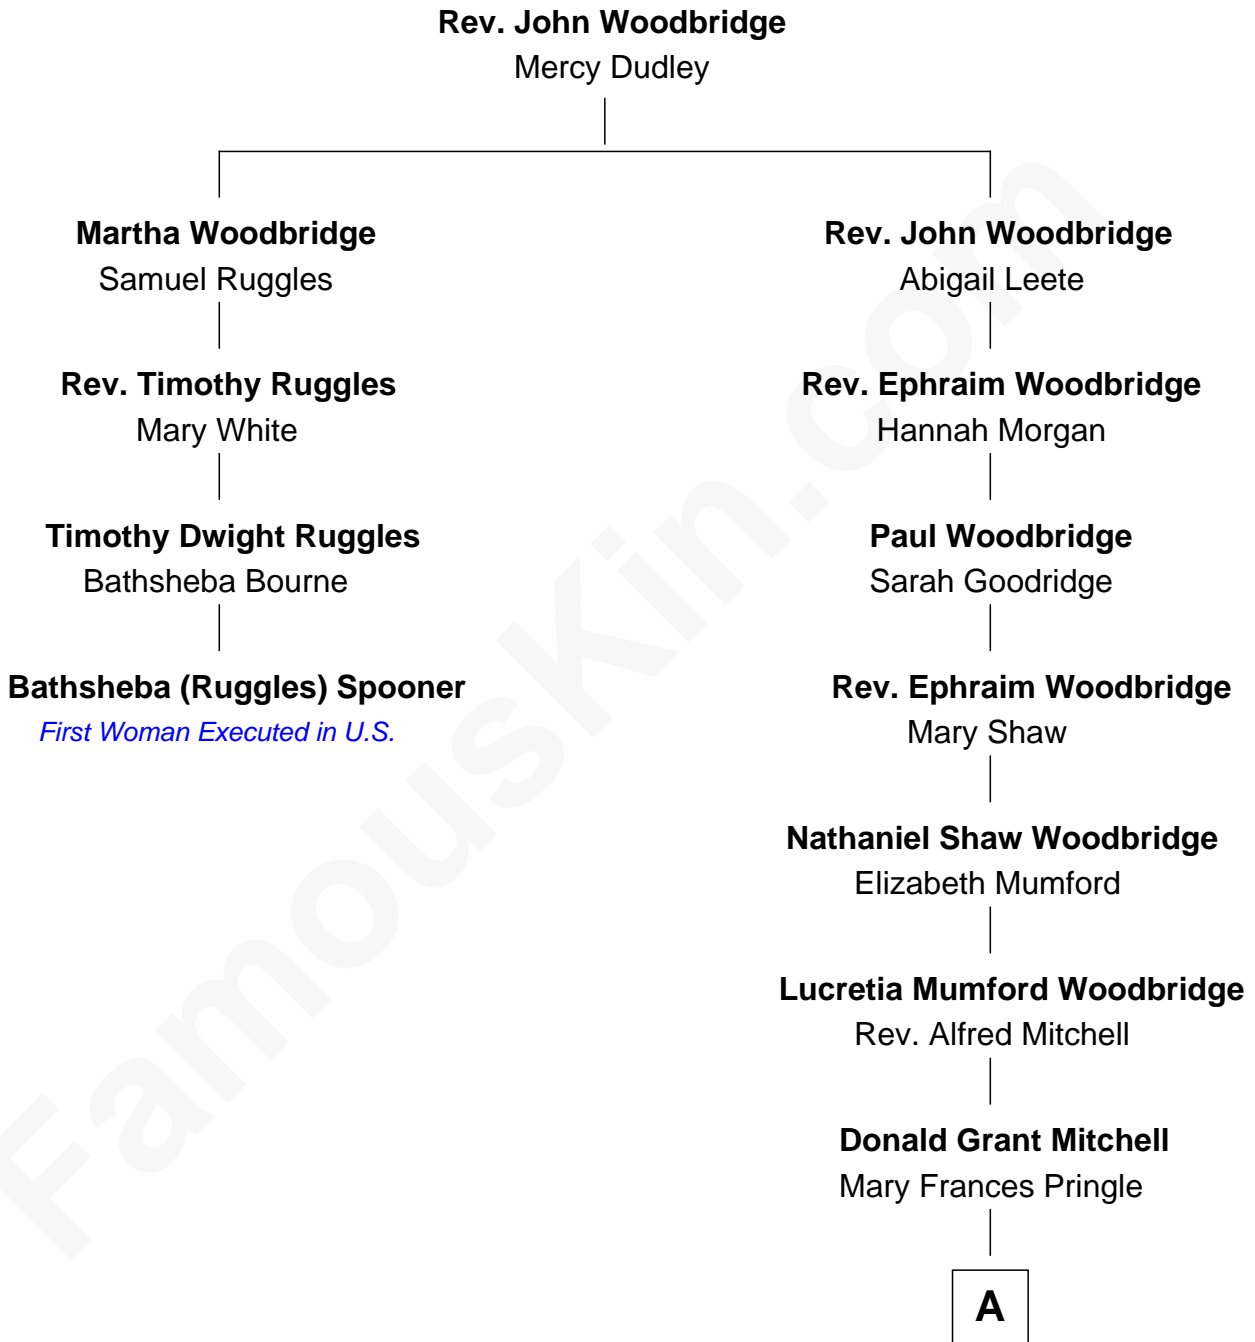 Rev. John Woodbridge
Mercy Dudley
Martha Woodbridge
Samuel Ruggles
Rev. Timothy Ruggles
Mary White
Timothy Dwight Ruggles
Bathsheba Bourne
Bathsheba (Ruggles) Spooner
First Woman Executed in U.S.
Rev. John Woodbridge
Abigail Leete
Rev. Ephraim Woodbridge
Hannah Morgan
Paul Woodbridge
Sarah Goodridge
Rev. Ephraim Woodbridge
Mary Shaw
Nathaniel Shaw Woodbridge
Elizabeth Mumford
Lucretia Mumford Woodbridge
Rev. Alfred Mitchell
Donald Grant Mitchell
Mary Frances Pringle
A
FamousKin.com